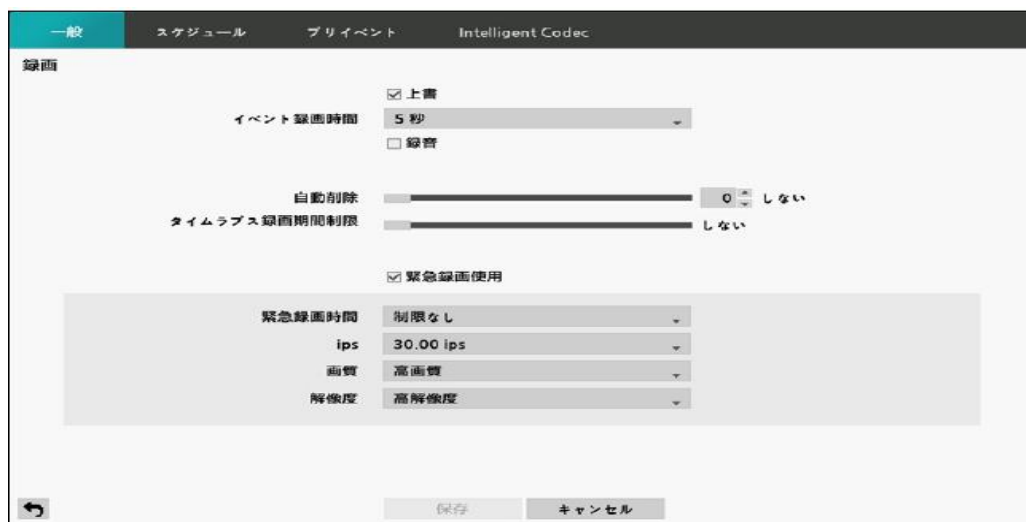 一般 スケジュール プリイベント Intelligent Codec
録画
上書
イベント録画時間 5 秒
録音
自動削除 0 しない
タイムラプス録画期間制限 しない
緊急録画使用
緊急録画時間 制限なし
ips 30.00 ips
画質 高画質
解像度 高解像度
保存 キャンセル